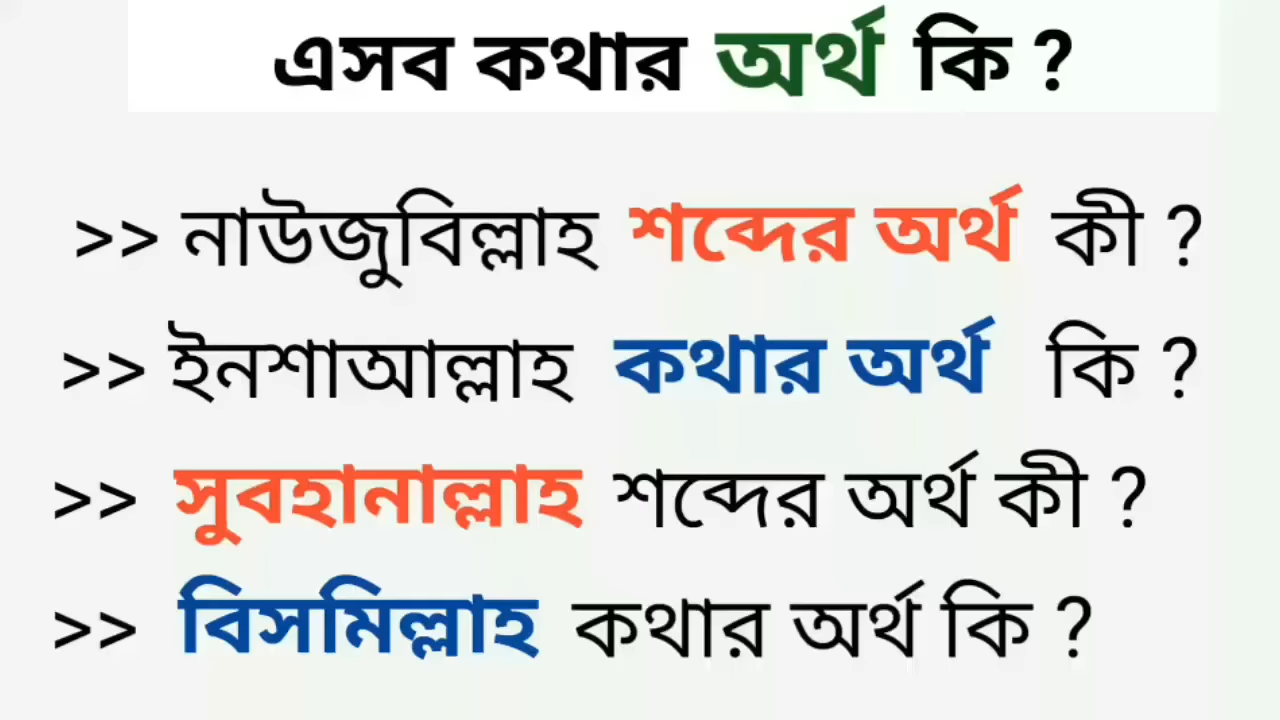 এসব কথার অর্থ কি ?
>> নাউজুবিল্লাহ শব্দের অর্থ কী ?
>> ইনশাআল্লাহ কথার অর্থ কি ?
>> সুবহানাল্লাহ শব্দের অর্থ কী ?
>> বিসমিল্লাহ কথার অর্থ কি ?